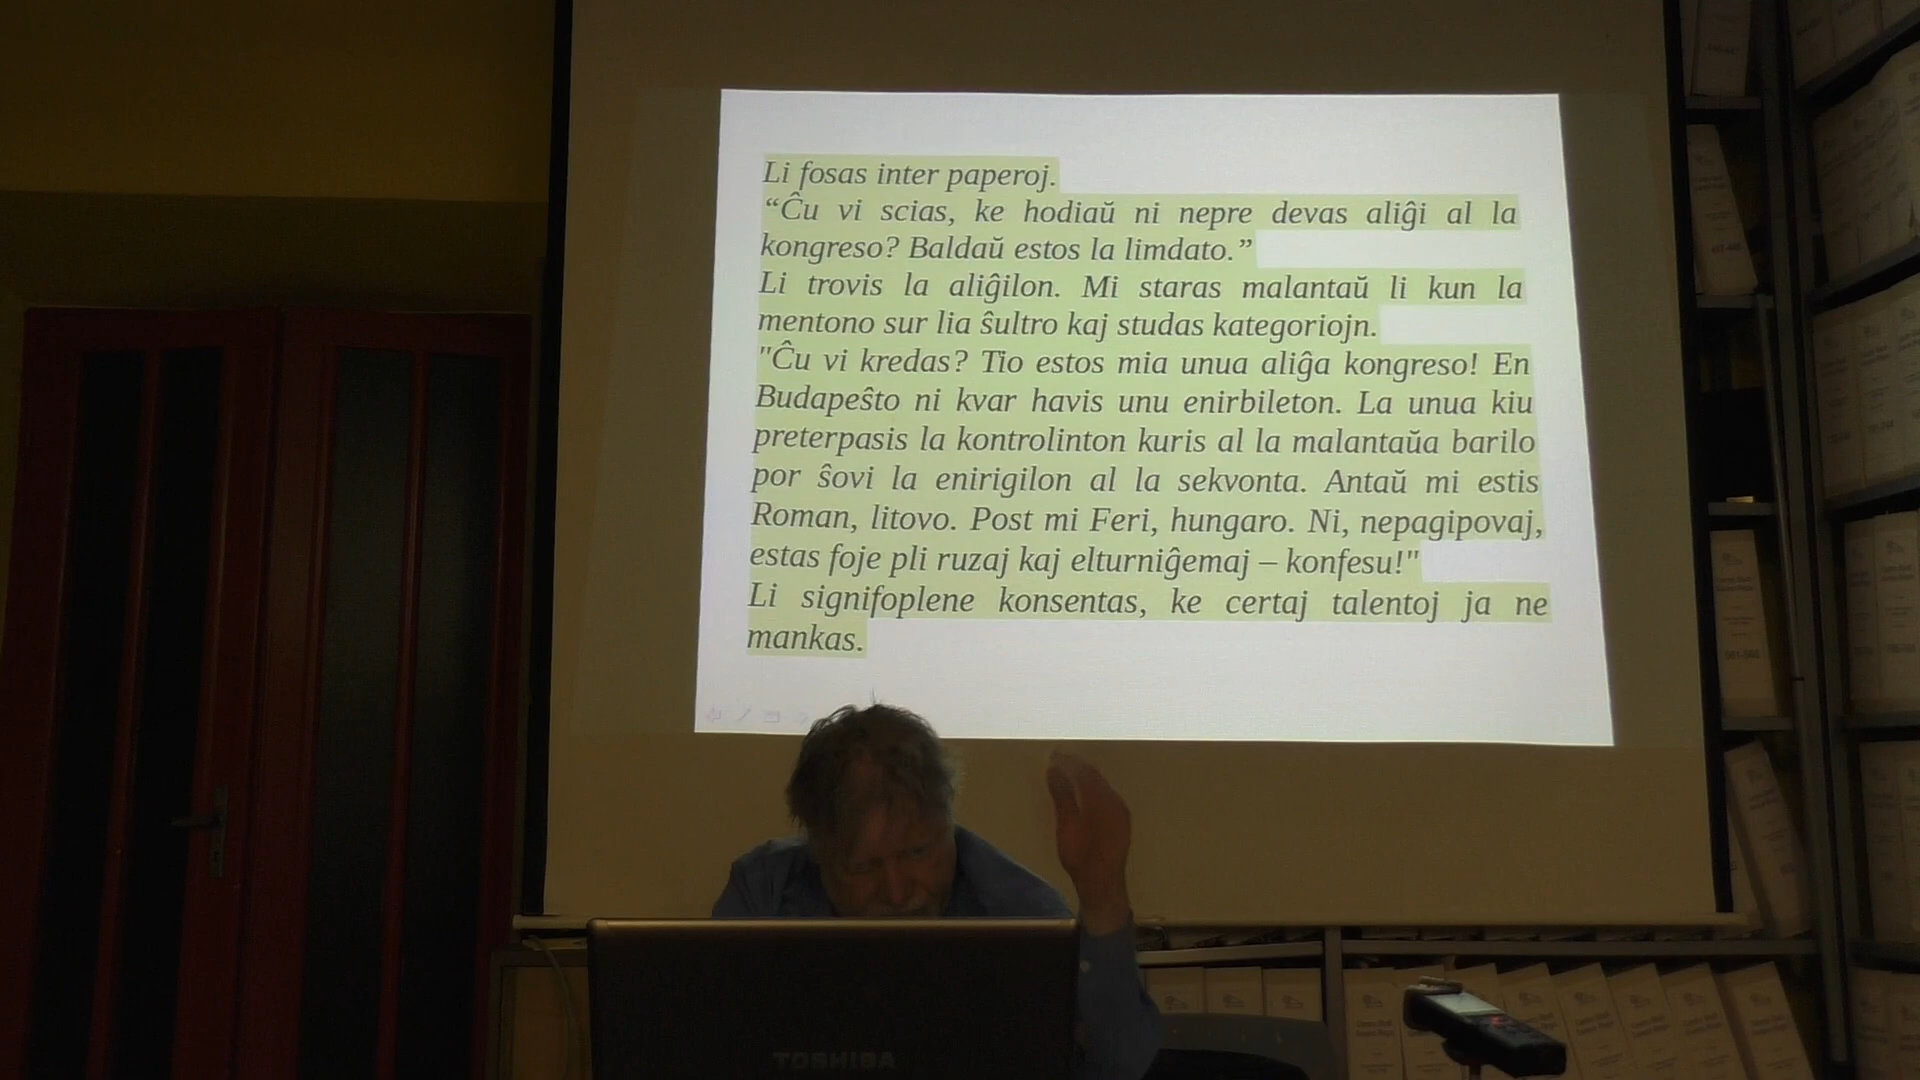 Li fosas inter paperoj.
“Ĉu vi scias, ke hodiaŭ ni nepre devas aliĝi al la
kongreso? Baldaŭ estos la limdato.”
Li trovis la aliĝilon. Mi staras malantaŭ li kun la
mentono sur lia ŝultro kaj studas kategoriojn.
"Ĉu vi kredas? Tio estos mia unua aliĝa kongreso! En
Budapeŝto ni kvar havis unu enirbileton. La unua kiu
preterpasis la kontrolinton kuris al la malantaŭa barilo
por ŝovi la enirigilon al la sekvonta. Antaŭ mi estis
Roman, litovo. Post mi Feri, hungaro. Ni, nepagipovaj,
estas foje pli ruzaj kaj elturniĝemaj – konfesu!"
Li signifoplene konsentas, ke certaj talentoj ja ne
mankas.
TOSHIBA